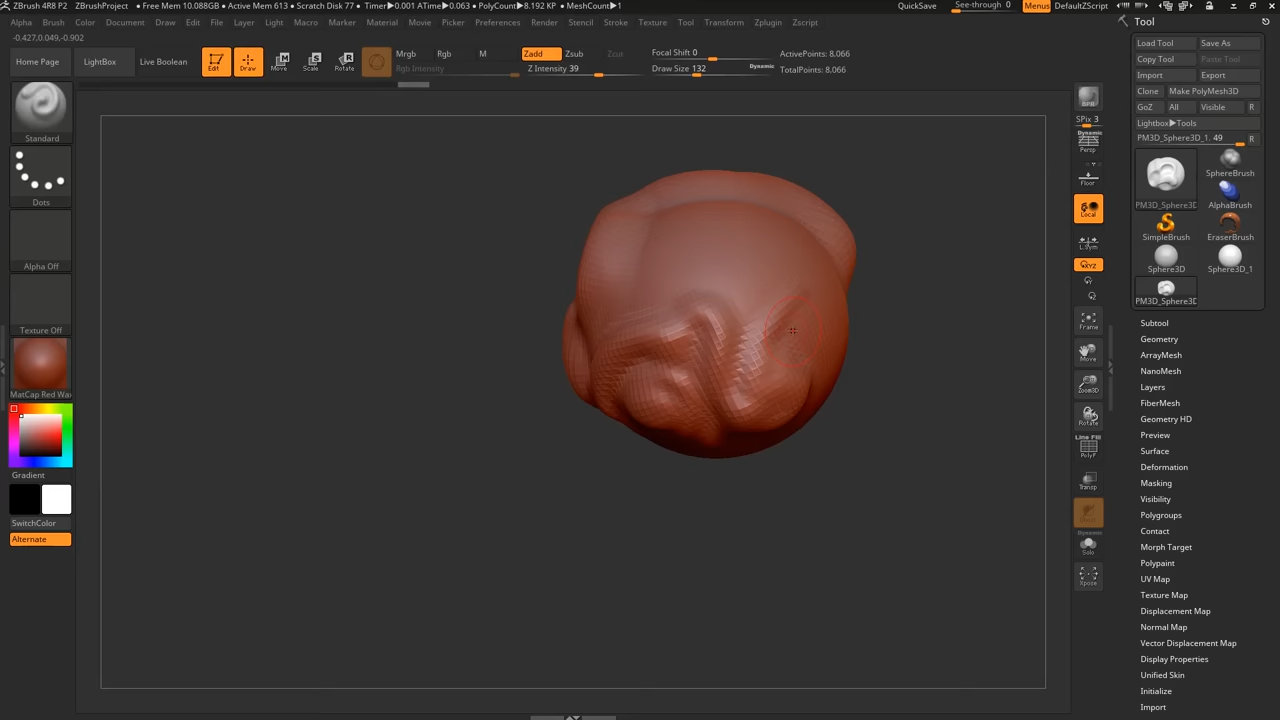 ZBrush 4R8 P2 ZBrushProject • Free Mem 10.088GB • Active Mem 613 • Scratch Disk 77 • Timer▶0.001 ATime▶0.063 • PolyCount▶8.192 KP • MeshCount▶1 QuickSave See-through 0 Menus DefaultZScript
Alpha Brush Color Document Draw Edit File Layer Light Macro Marker Material Movie Picker Preferences Render Stencil Stroke Texture Tool Transform Zplugin Zscript
-0.427,0.049,-0.902
Home Page LightBox Live Boolean
Edit Draw Move Scale Rotate
Mrgb Rgb M Zadd Zsub Zcut
Rgb Intensity Z Intensity 39
Focal Shift 0 ActivePoints: 8.066
Draw Size 132 Dynamic TotalPoints: 8.066
Standard
Dots
Alpha Off
Texture Off
MatCap Red Wa
Gradient
SwitchColor
Alternate
BPR
SPix 3
Dynamic
Persp
Floor
Local
L.Sym
XYZ
Frame
Move
Zoom3D
Rotate
Line Fill
PolyF
Transp
Dynamic
Solo
Xpose
Tool
Load Tool Save As
Copy Tool Paste Tool
Import Export
Clone Make PolyMesh3D
GoZ All Visible R
Lightbox▶Tools
PM3D_Sphere3D_1. 49 R
PM3D_Sphere3D SphereBrush
AlphaBrush
SimpleBrush EraserBrush
Sphere3D Sphere3D_1
PM3D_Sphere3D
Subtool
Geometry
ArrayMesh
NanoMesh
Layers
FiberMesh
Geometry HD
Preview
Surface
Deformation
Masking
Visibility
Polygroups
Contact
Morph Target
Polypaint
UV Map
Texture Map
Displacement Map
Normal Map
Vector Displacement Map
Display Properties
Unified Skin
Initialize
Import